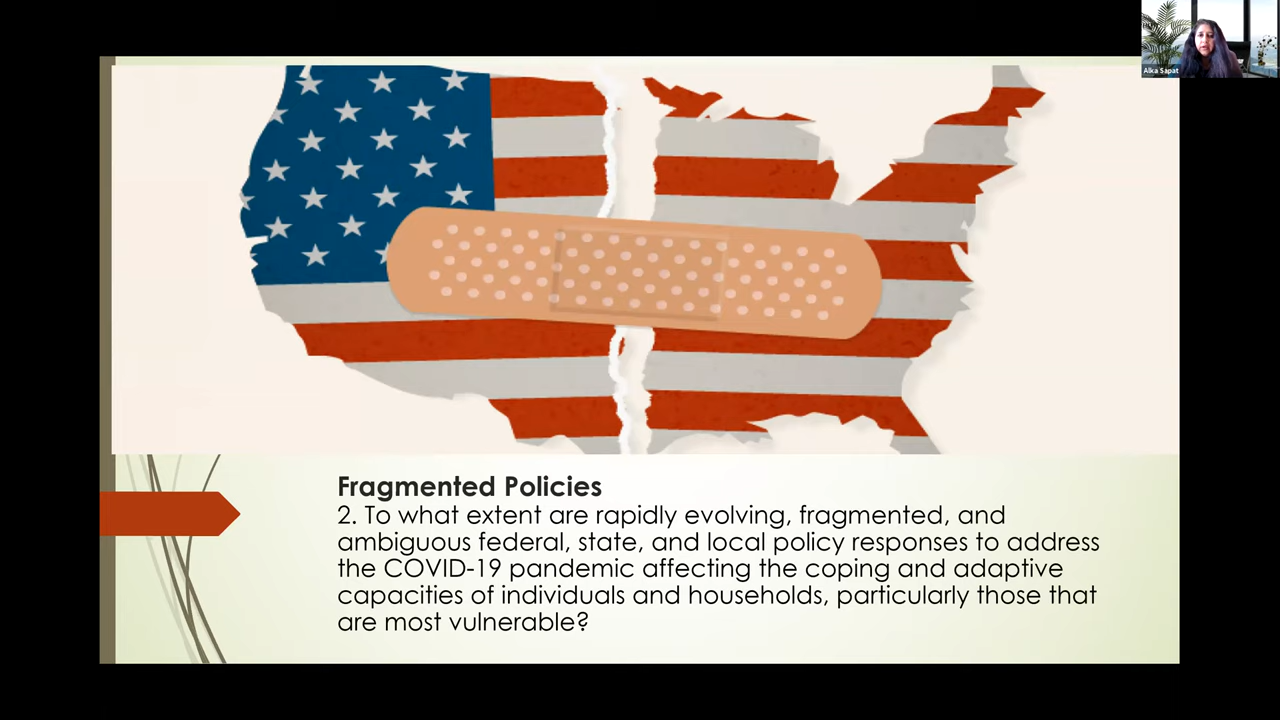 Alka Sapat
Fragmented Policies
2. To what extent are rapidly evolving, fragmented, and
ambiguous federal, state, and local policy responses to address
the COVID-19 pandemic affecting the coping and adaptive
capacities of individuals and households, particularly those that
are most vulnerable?